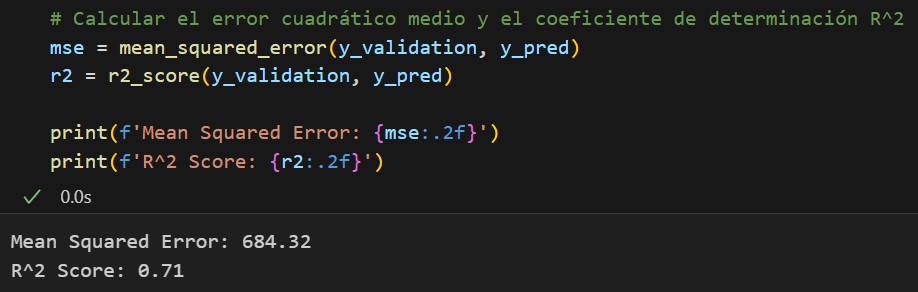 # Calcular el error cuadrático medio y el coeficiente de determinación R^2
mse = mean_squared_error(y_validation, y_pred)
r2 = r2_score(y_validation, y_pred)
print(f'Mean Squared Error: {mse:.2f}')
print(f'R^2 Score: {r2:.2f}')
0.0s
Mean Squared Error: 684.32
R^2 Score: 0.71